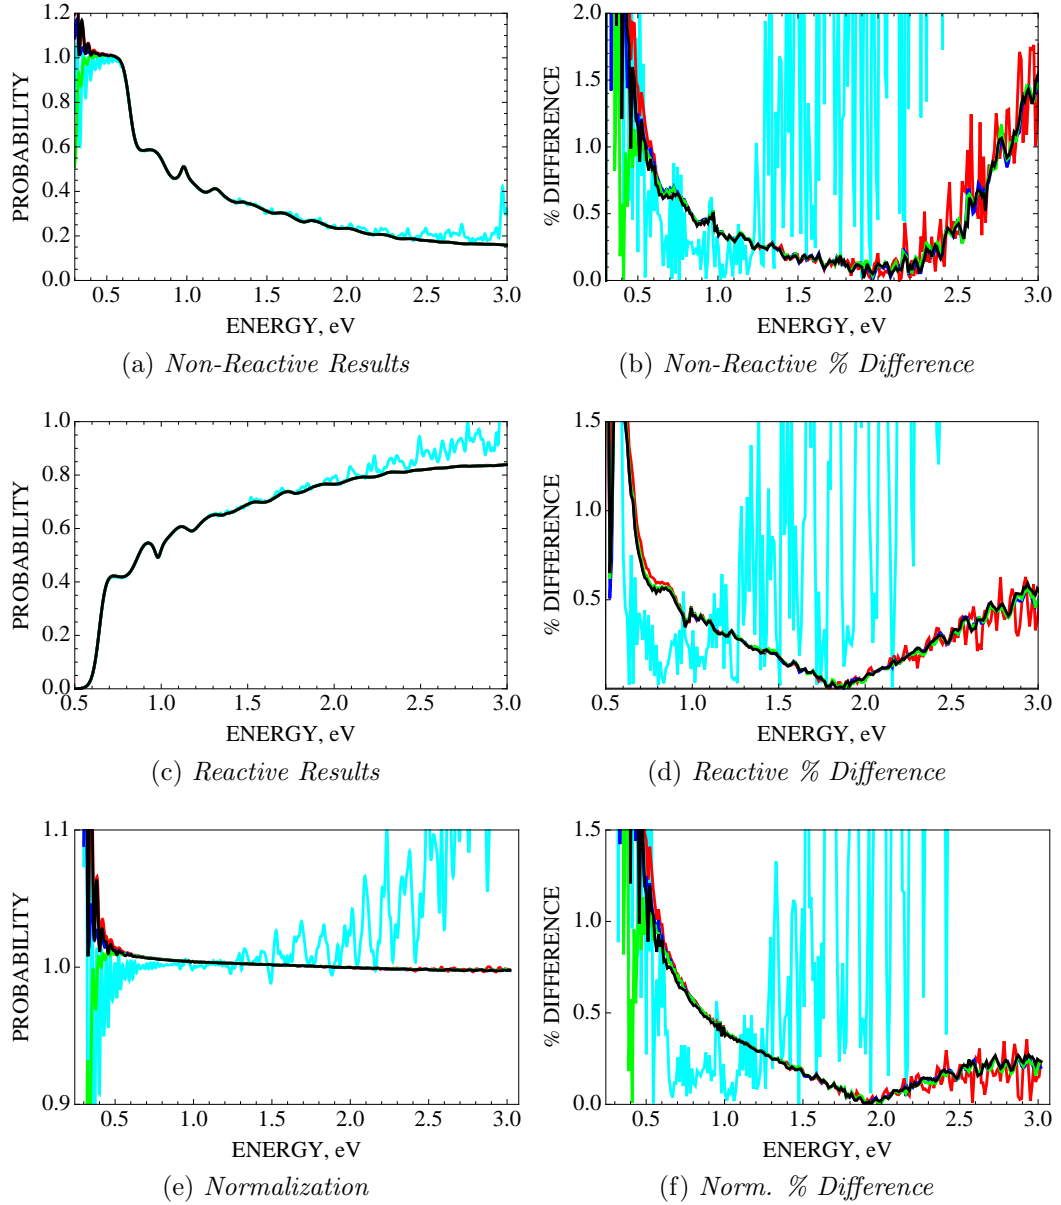 1.2
1.0
0.8
0.6
0.4
0.2
0.0
PROBABILITY
0.5 1.0 1.5 2.0 2.5 3.0
ENERGY, eV
(a) Non-Reactive Results
2.0
1.5
1.0
0.5
0.0
% DIFFERENCE
0.5 1.0 1.5 2.0 2.5 3.0
ENERGY, eV
(b) Non-Reactive % Difference
1.0
0.8
0.6
0.4
0.2
0.0
PROBABILITY
0.5 1.0 1.5 2.0 2.5 3.0
ENERGY, eV
(c) Reactive Results
1.5
1.0
0.5
% DIFFERENCE
0.5 1.0 1.5 2.0 2.5 3.0
ENERGY, eV
(d) Reactive % Difference
1.1
1.0
0.9
PROBABILITY
0.5 1.0 1.5 2.0 2.5 3.0
ENERGY, eV
(e) Normalization
1.5
1.0
0.5
0.0
% DIFFERENCE
0.5 1.0 1.5 2.0 2.5 3.0
ENERGY, eV
(f) Norm. % Difference